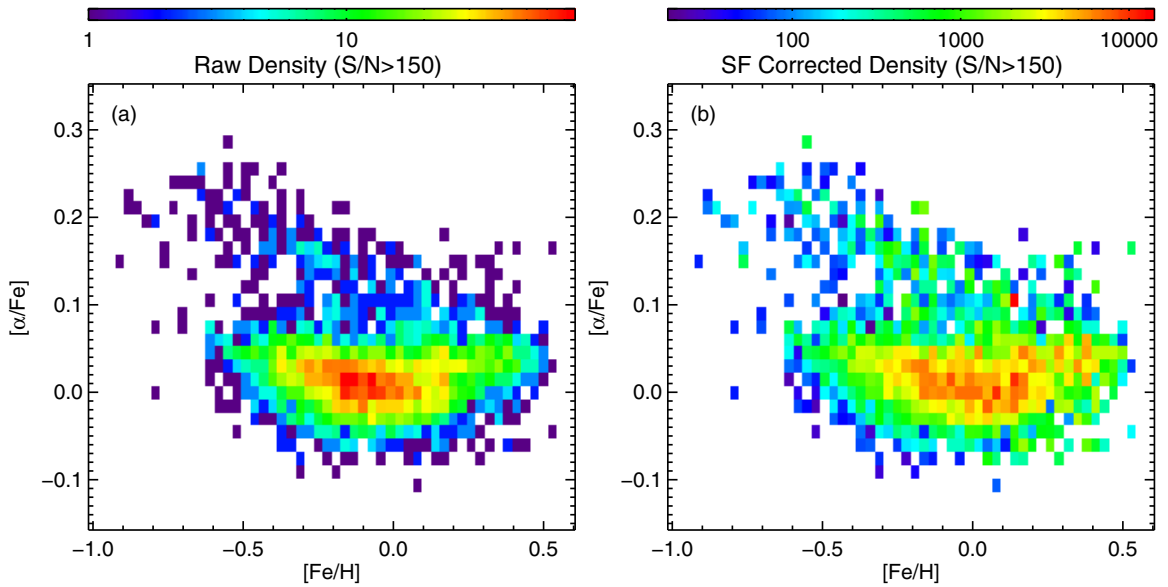 1 10
Raw Density (S/N>150)
(a)
0.3
0.2
0.1
0.0
−0.1
[α/Fe]
−1.0 −0.5 0.0 0.5
[Fe/H]
100 1000 10000
SF Corrected Density (S/N>150)
(b)
0.3
0.2
0.1
0.0
−0.1
[α/Fe]
−1.0 −0.5 0.0 0.5
[Fe/H]